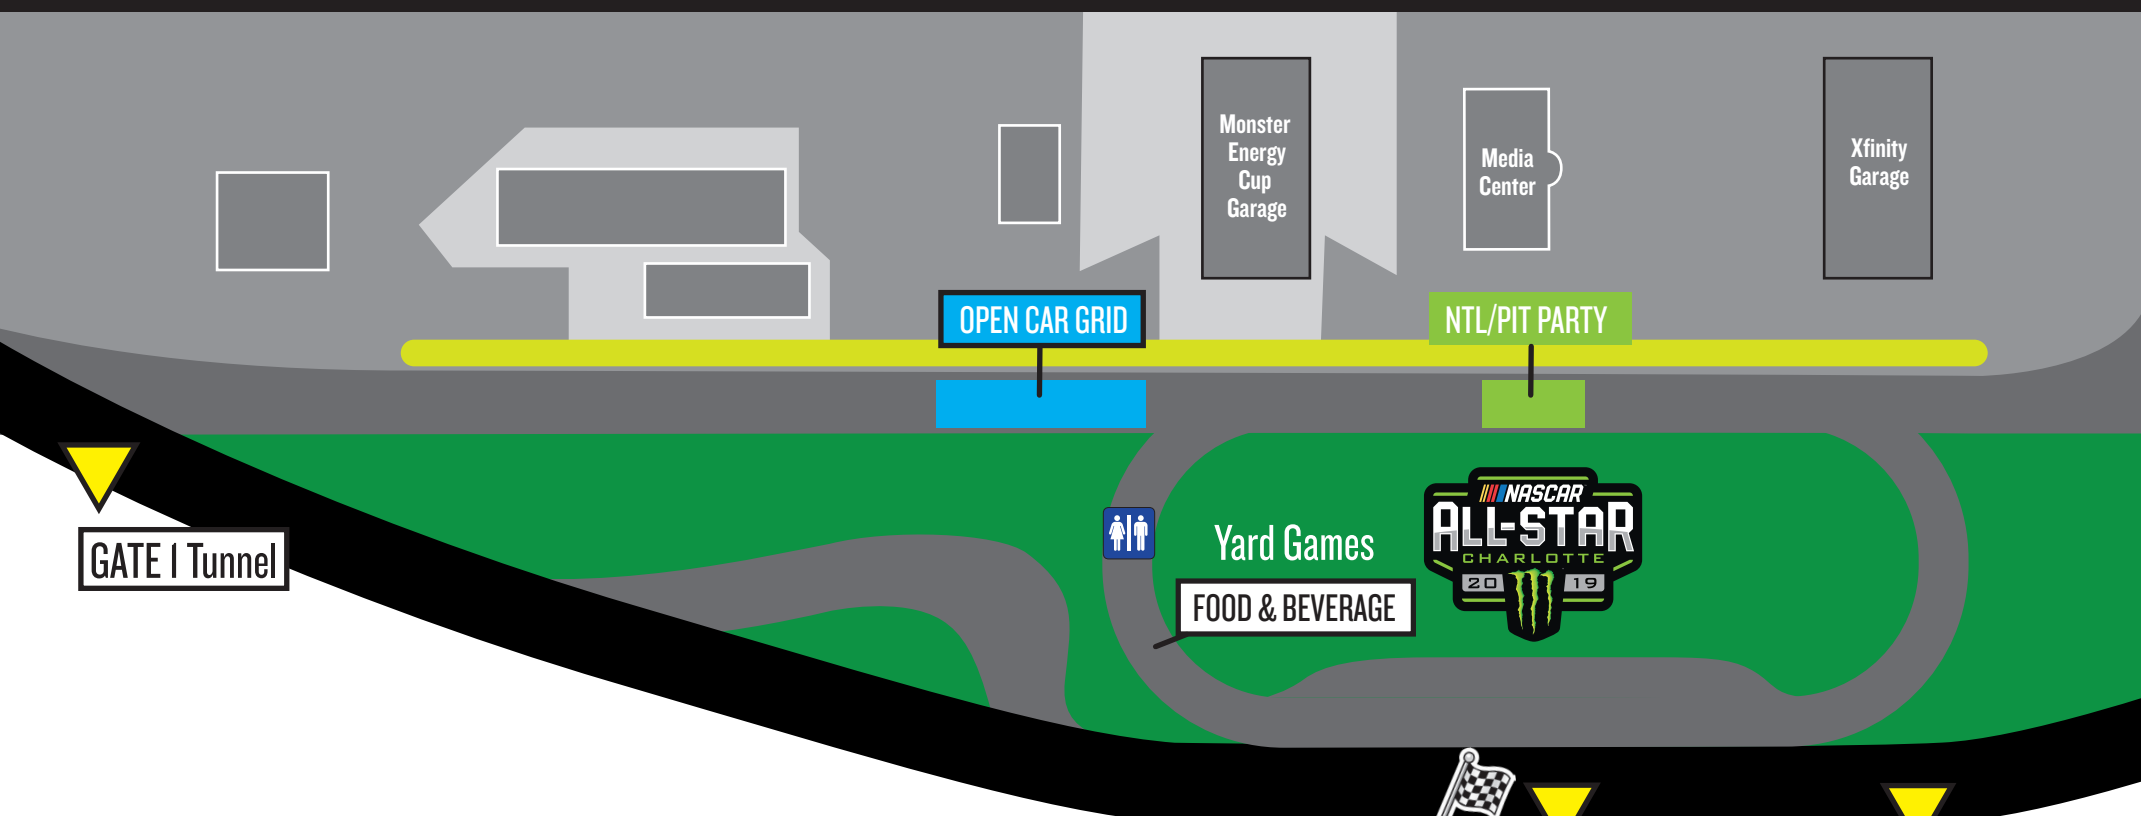 Monster
Energy
Cup
Garage
Media
Center
Xfinity
Garage
OPEN CAR GRID
NTL/PIT PARTY
GATE 1 Tunnel
Yard Games
FOOD & BEVERAGE
NASCAR
ALL-STAR
CHARLOTTE
20 19